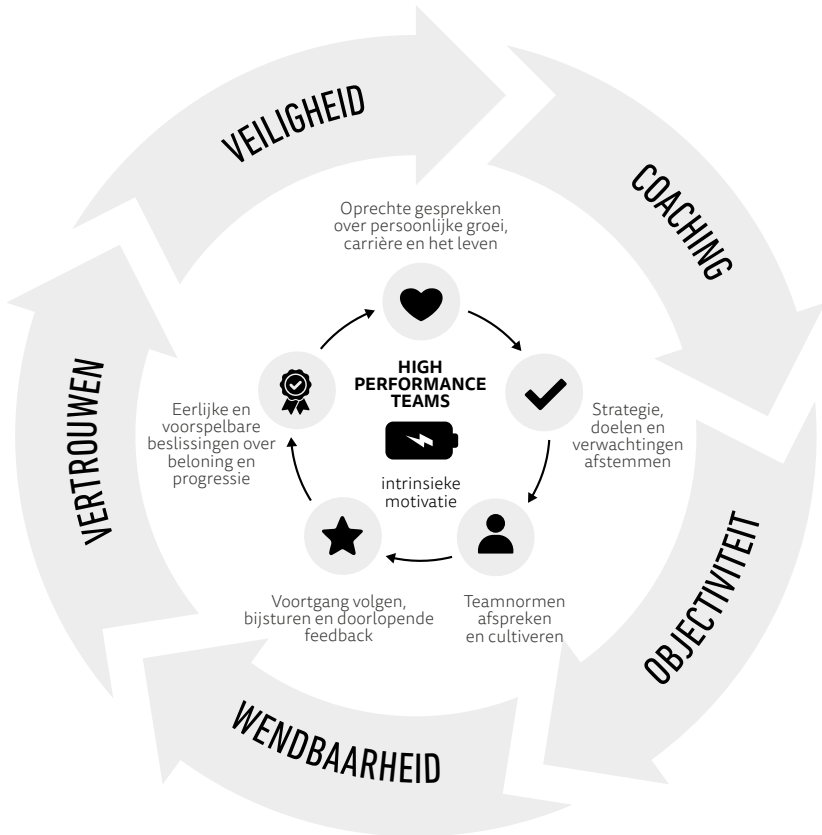 VEILIGHEID
COACHING
OBJECTIVITEIT
WENDBAARHEID
VERTROUWEN
Oprechte gesprekken
over persoonlijke groei,
carrière en het leven
Strategie,
doelen en
verwachtingen
afstemmen
Teamnormen
afspreken
en cultiveren
Voortgang volgen,
bijsturen en doorlopende
feedback
Eerlijke en
voorspelbare
beslissingen over
beloning en
progressie
HIGH
PERFORMANCE
TEAMS
intrinsieke
motivatie